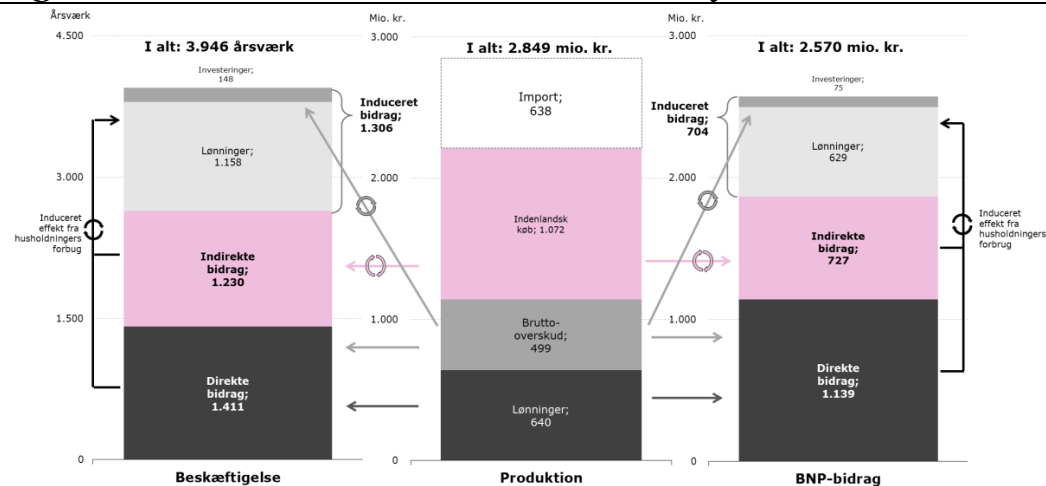 Årsværk
4.500
I alt: 3.946 årsværk
Investeringer;
148
Induceret
bidrag;
1.306
Lønninger;
1.158
3.000
Induceret
effekt fra
husholdningers
forbug
Indirekte
bidrag;
1.230
1.500
Direkte
bidrag;
1.411
0
Beskæftigelse
Mio. kr.
3.000
I alt: 2.849 mio. kr.
Import;
638
2.000
Indenlandsk
køb; 1.072
1.000
Brutto-
overskud;
499
Lønninger;
640
0
Produktion
Mio. kr.
3.000
I alt: 2.570 mio. kr.
Investeringer;
75
Induceret
bidrag;
704
Lønninger;
629
2.000
Induceret
effekt fra
husholdningers
forbrug
Indirekte
bidrag;
727
1.000
Direkte
bidrag;
1.139
0
BNP-bidrag